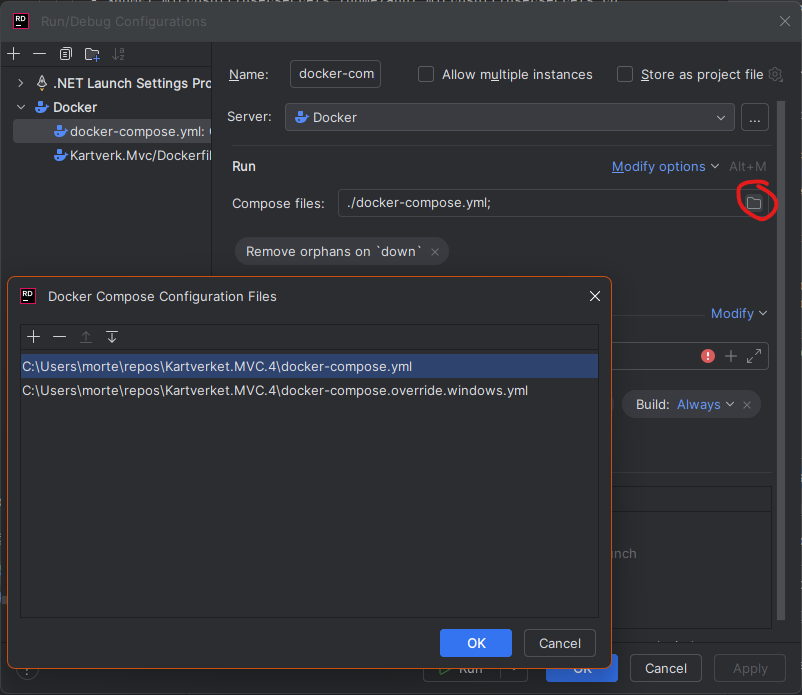 RD Run/Debug Configurations
Name: docker-com Allow multiple instances Store as project file
.NET Launch Settings Pro
Docker
docker-compose.yml:
Kartverk.Mvc/Dockerfil
Server: Docker ...
Run Modify options Alt+M
Compose files: ./docker-compose.yml;
Remove orphans on `down`
RD Docker Compose Configuration Files
Modify
C:\Users\morte\repos\Kartverket.MVC.4\docker-compose.yml
C:\Users\morte\repos\Kartverket.MVC.4\docker-compose.override.windows.yml
Build: Always
unch
OK Cancel
Run OK Cancel Apply